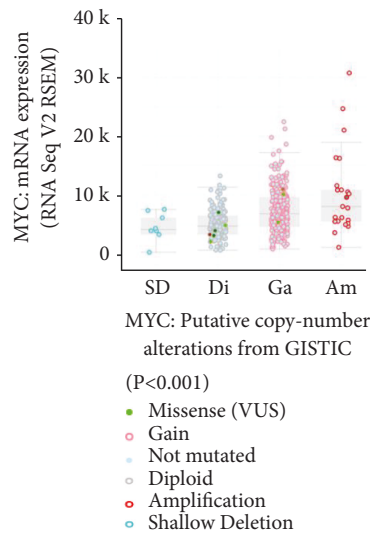 MYC: mRNA expression
(RNA Seq V2 RSEM)
40 k
30 k
20 k
10 k
0
SD Di Ga Am
MYC: Putative copy-number
alterations from GISTIC
(P<0.001)
Missense (VUS)
Gain
Not mutated
Diploid
Amplification
Shallow Deletion